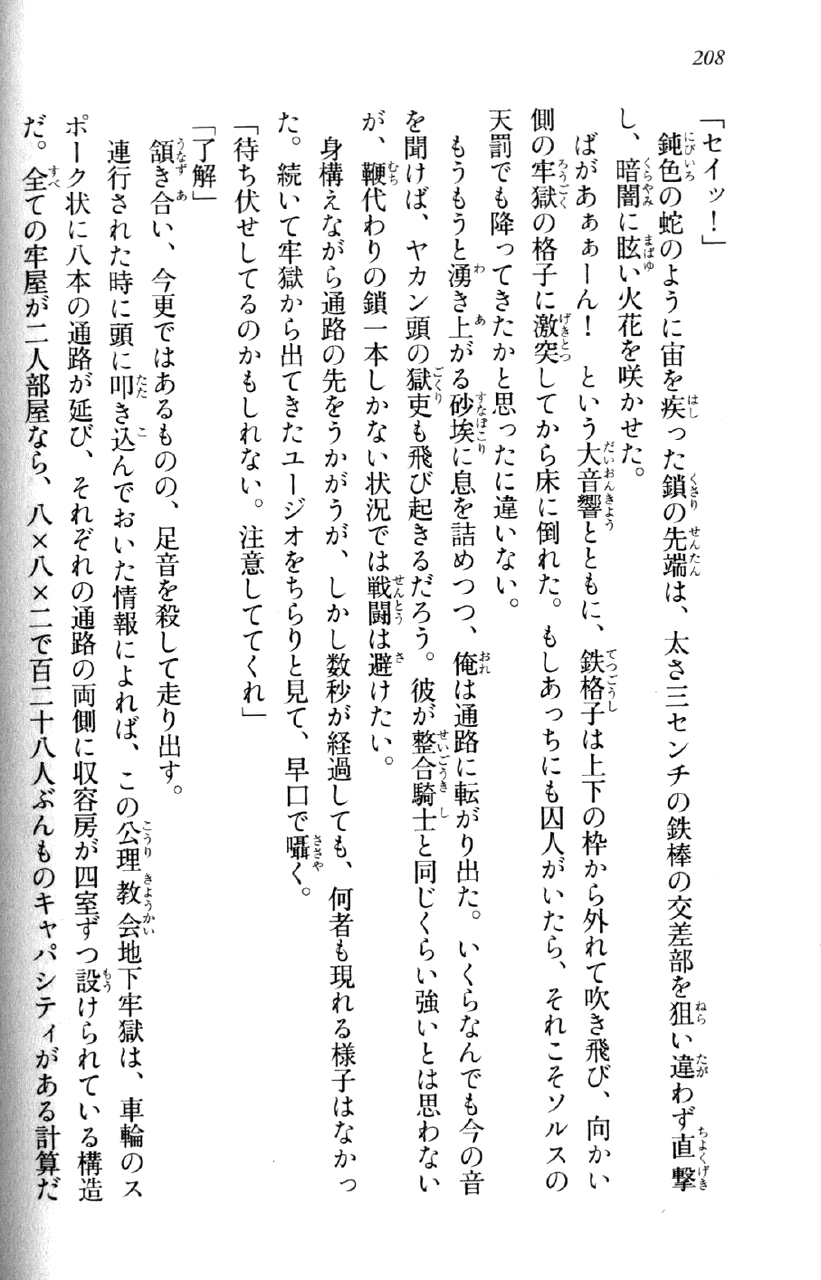 208
「セイッ！」
鈍色の蛇のように宙を疾った鎖の先端は、太さ三センチの鉄棒の交差部を狙い違わず直撃
し、暗闇に眩い火花を咲かせた。
ばがあぁぁーん！　という大音響とともに、鉄格子は上下の枠から外れて吹き飛び、向かい
側の牢獄の格子に激突してから床に倒れた。もしあっちにも囚人がいたら、それこそソルスの
天罰でも降ってきたかと思ったに違いない。
もうもうと湧き上がる砂埃に息を詰めつつ、俺は通路に転がり出た。いくらなんでも今の音
を聞けば、ヤカン頭の獄吏も飛び起きるだろう。彼が整合騎士と同じくらい強いとは思わない
が、鞭代わりの鎖一本しかない状況では戦闘は避けたい。
身構えながら通路の先をうかがうが、しかし数秒が経過しても、何者も現れる様子はなかっ
た。続いて牢獄から出てきたユージオをちらりと見て、早口で囁く。
「待ち伏せしてるのかもしれない。注意しててくれ」
「了解」
頷き合い、今更ではあるものの、足音を殺して走り出す。
連行された時に頭に叩き込んでおいた情報によれば、この公理教会地下牢獄は、車輪のス
ポーク状に八本の通路が延び、それぞれの通路の両側に収容房が四室ずつ設けられている構造
だ。全ての牢屋が二人部屋なら、八×八×二で百二十八人ぶんものキャパシティがある計算だ